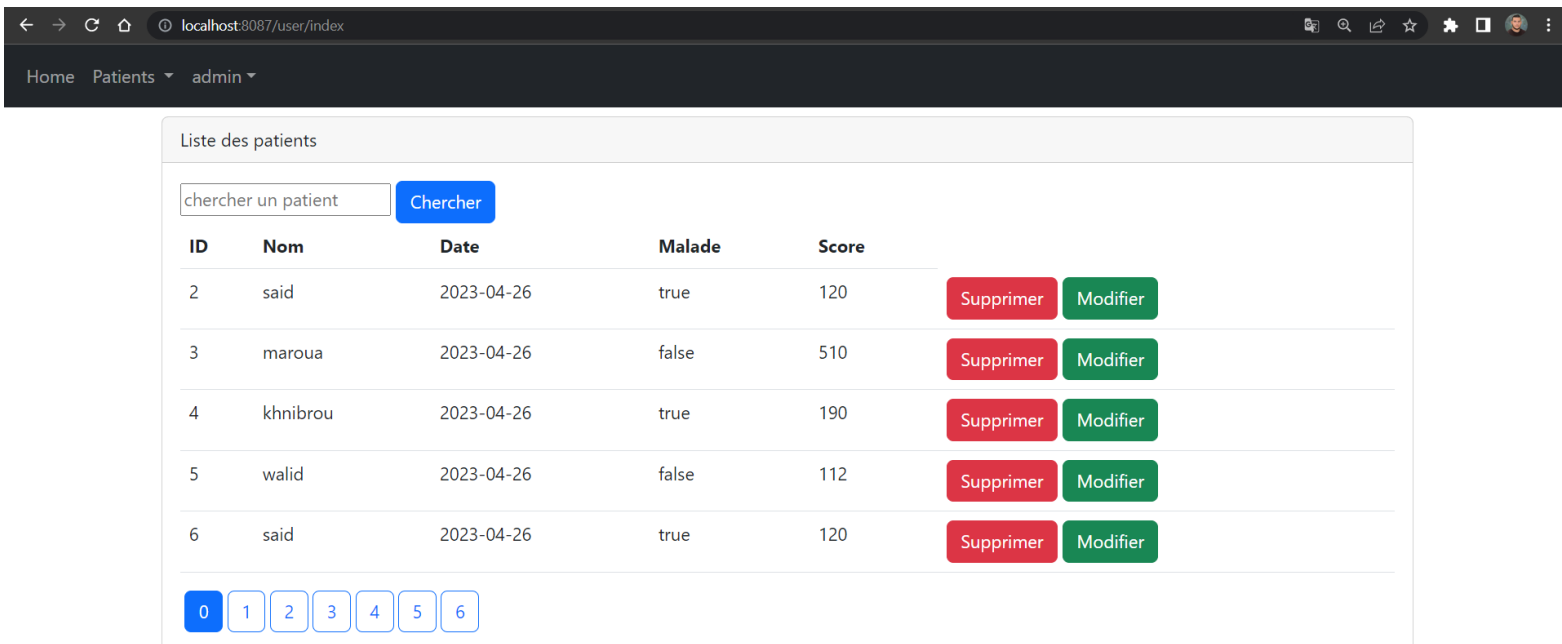 localhost:8087/user/index
Home Patients admin
Liste des patients
chercher un patient Chercher
ID Nom Date Malade Score
2 said 2023-04-26 true 120 Supprimer Modifier
3 maroua 2023-04-26 false 510 Supprimer Modifier
4 khnibrou 2023-04-26 true 190 Supprimer Modifier
5 walid 2023-04-26 false 112 Supprimer Modifier
6 said 2023-04-26 true 120 Supprimer Modifier
0 1 2 3 4 5 6